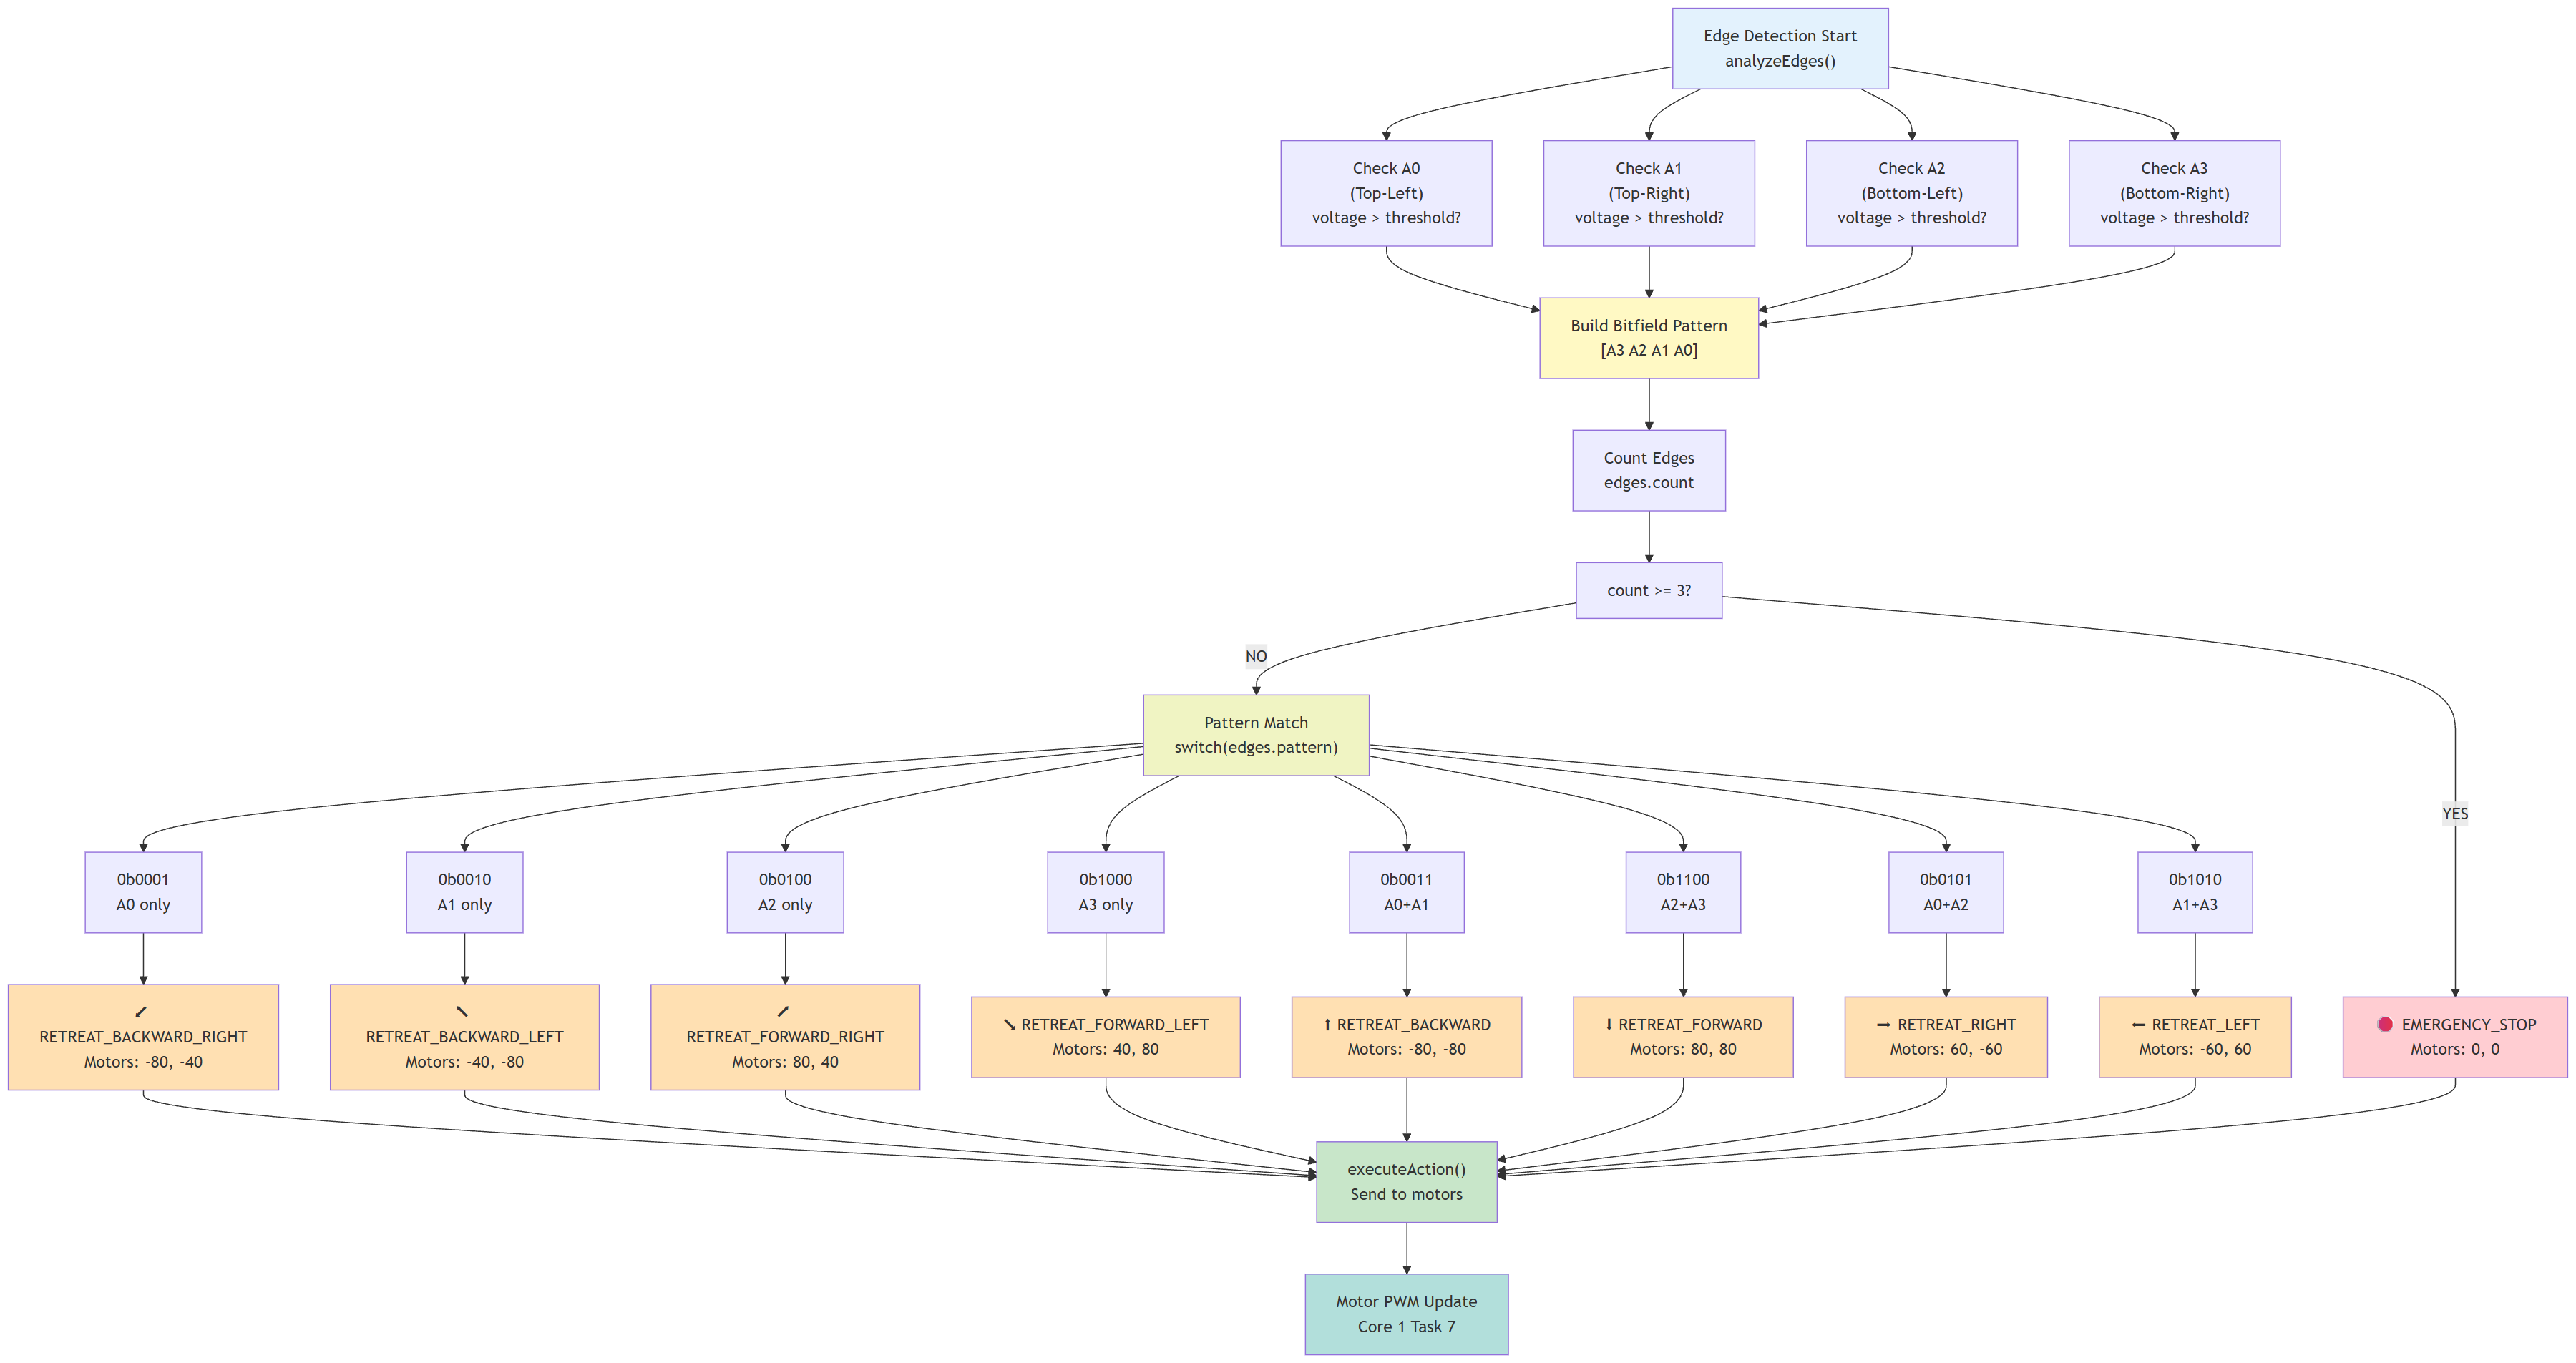 Edge Detection Start
analyzeEdges()
Check A0
(Top-Left)
voltage > threshold?
Check A1
(Top-Right)
voltage > threshold?
Check A2
(Bottom-Left)
voltage > threshold?
Check A3
(Bottom-Right)
voltage > threshold?
Build Bitfield Pattern
[A3 A2 A1 A0]
Count Edges
edges.count
count >= 3?
NO
Pattern Match
switch(edges.pattern)
YES
0b0001
A0 only
0b0010
A1 only
0b0100
A2 only
0b1000
A3 only
0b0011
A0+A1
0b1100
A2+A3
0b0101
A0+A2
0b1010
A1+A3
⬋
RETREAT_BACKWARD_RIGHT
Motors: -80, -40
⬉
RETREAT_BACKWARD_LEFT
Motors: -40, -80
⬈
RETREAT_FORWARD_RIGHT
Motors: 80, 40
⬊ RETREAT_FORWARD_LEFT
Motors: 40, 80
⬆ RETREAT_BACKWARD
Motors: -80, -80
⬇ RETREAT_FORWARD
Motors: 80, 80
➡ RETREAT_RIGHT
Motors: 60, -60
⬅ RETREAT_LEFT
Motors: -60, 60
🛑 EMERGENCY_STOP
Motors: 0, 0
executeAction()
Send to motors
Motor PWM Update
Core 1 Task 7